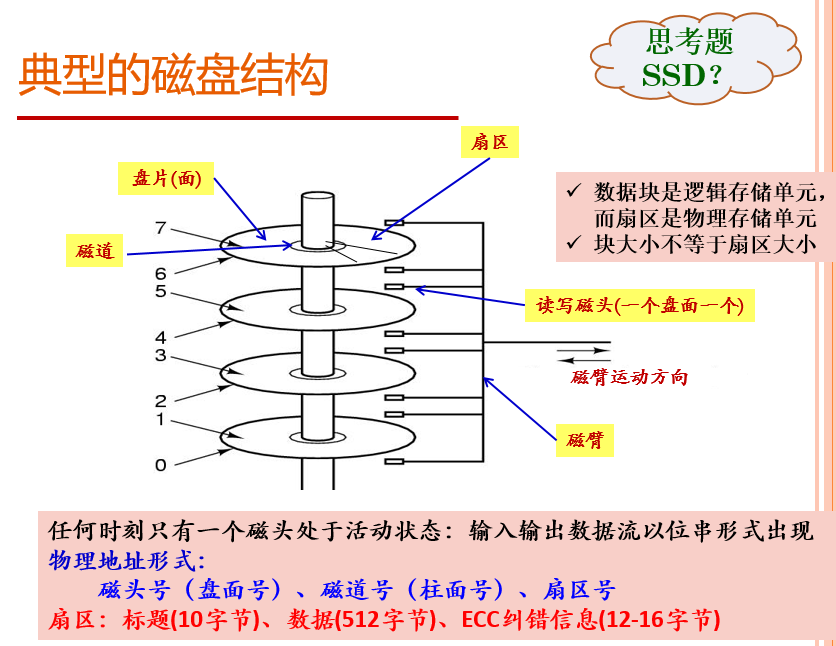 典型的磁盘结构
思考题
SSD?
扇区
盘片(面)
磁道
✓ 数据块是逻辑存储单元，
而扇区是物理存储单元
✓ 块大小不等于扇区大小
7
6
5
4
3
2
1
0
读写磁头(一个盘面一个)
磁臂运动方向
磁臂
任何时刻只有一个磁头处于活动状态：输入输出数据流以位串形式出现
物理地址形式：
磁头号（盘面号）、磁道号（柱面号）、扇区号
扇区：标题(10字节)、数据(512字节)、ECC纠错信息(12-16字节)